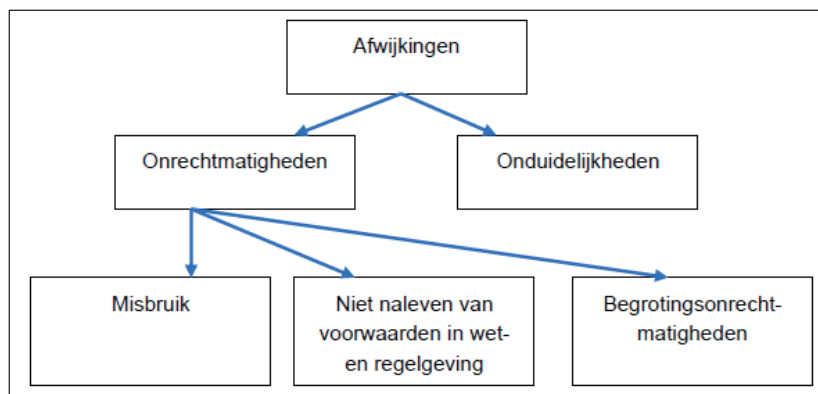 Afwijkingen
Onrechtmatigheden
Onduidelijkheden
Misbruik
Niet naleven van
voorwaarden in wet-
en regelgeving
Begrotingsonrecht-
matigheden